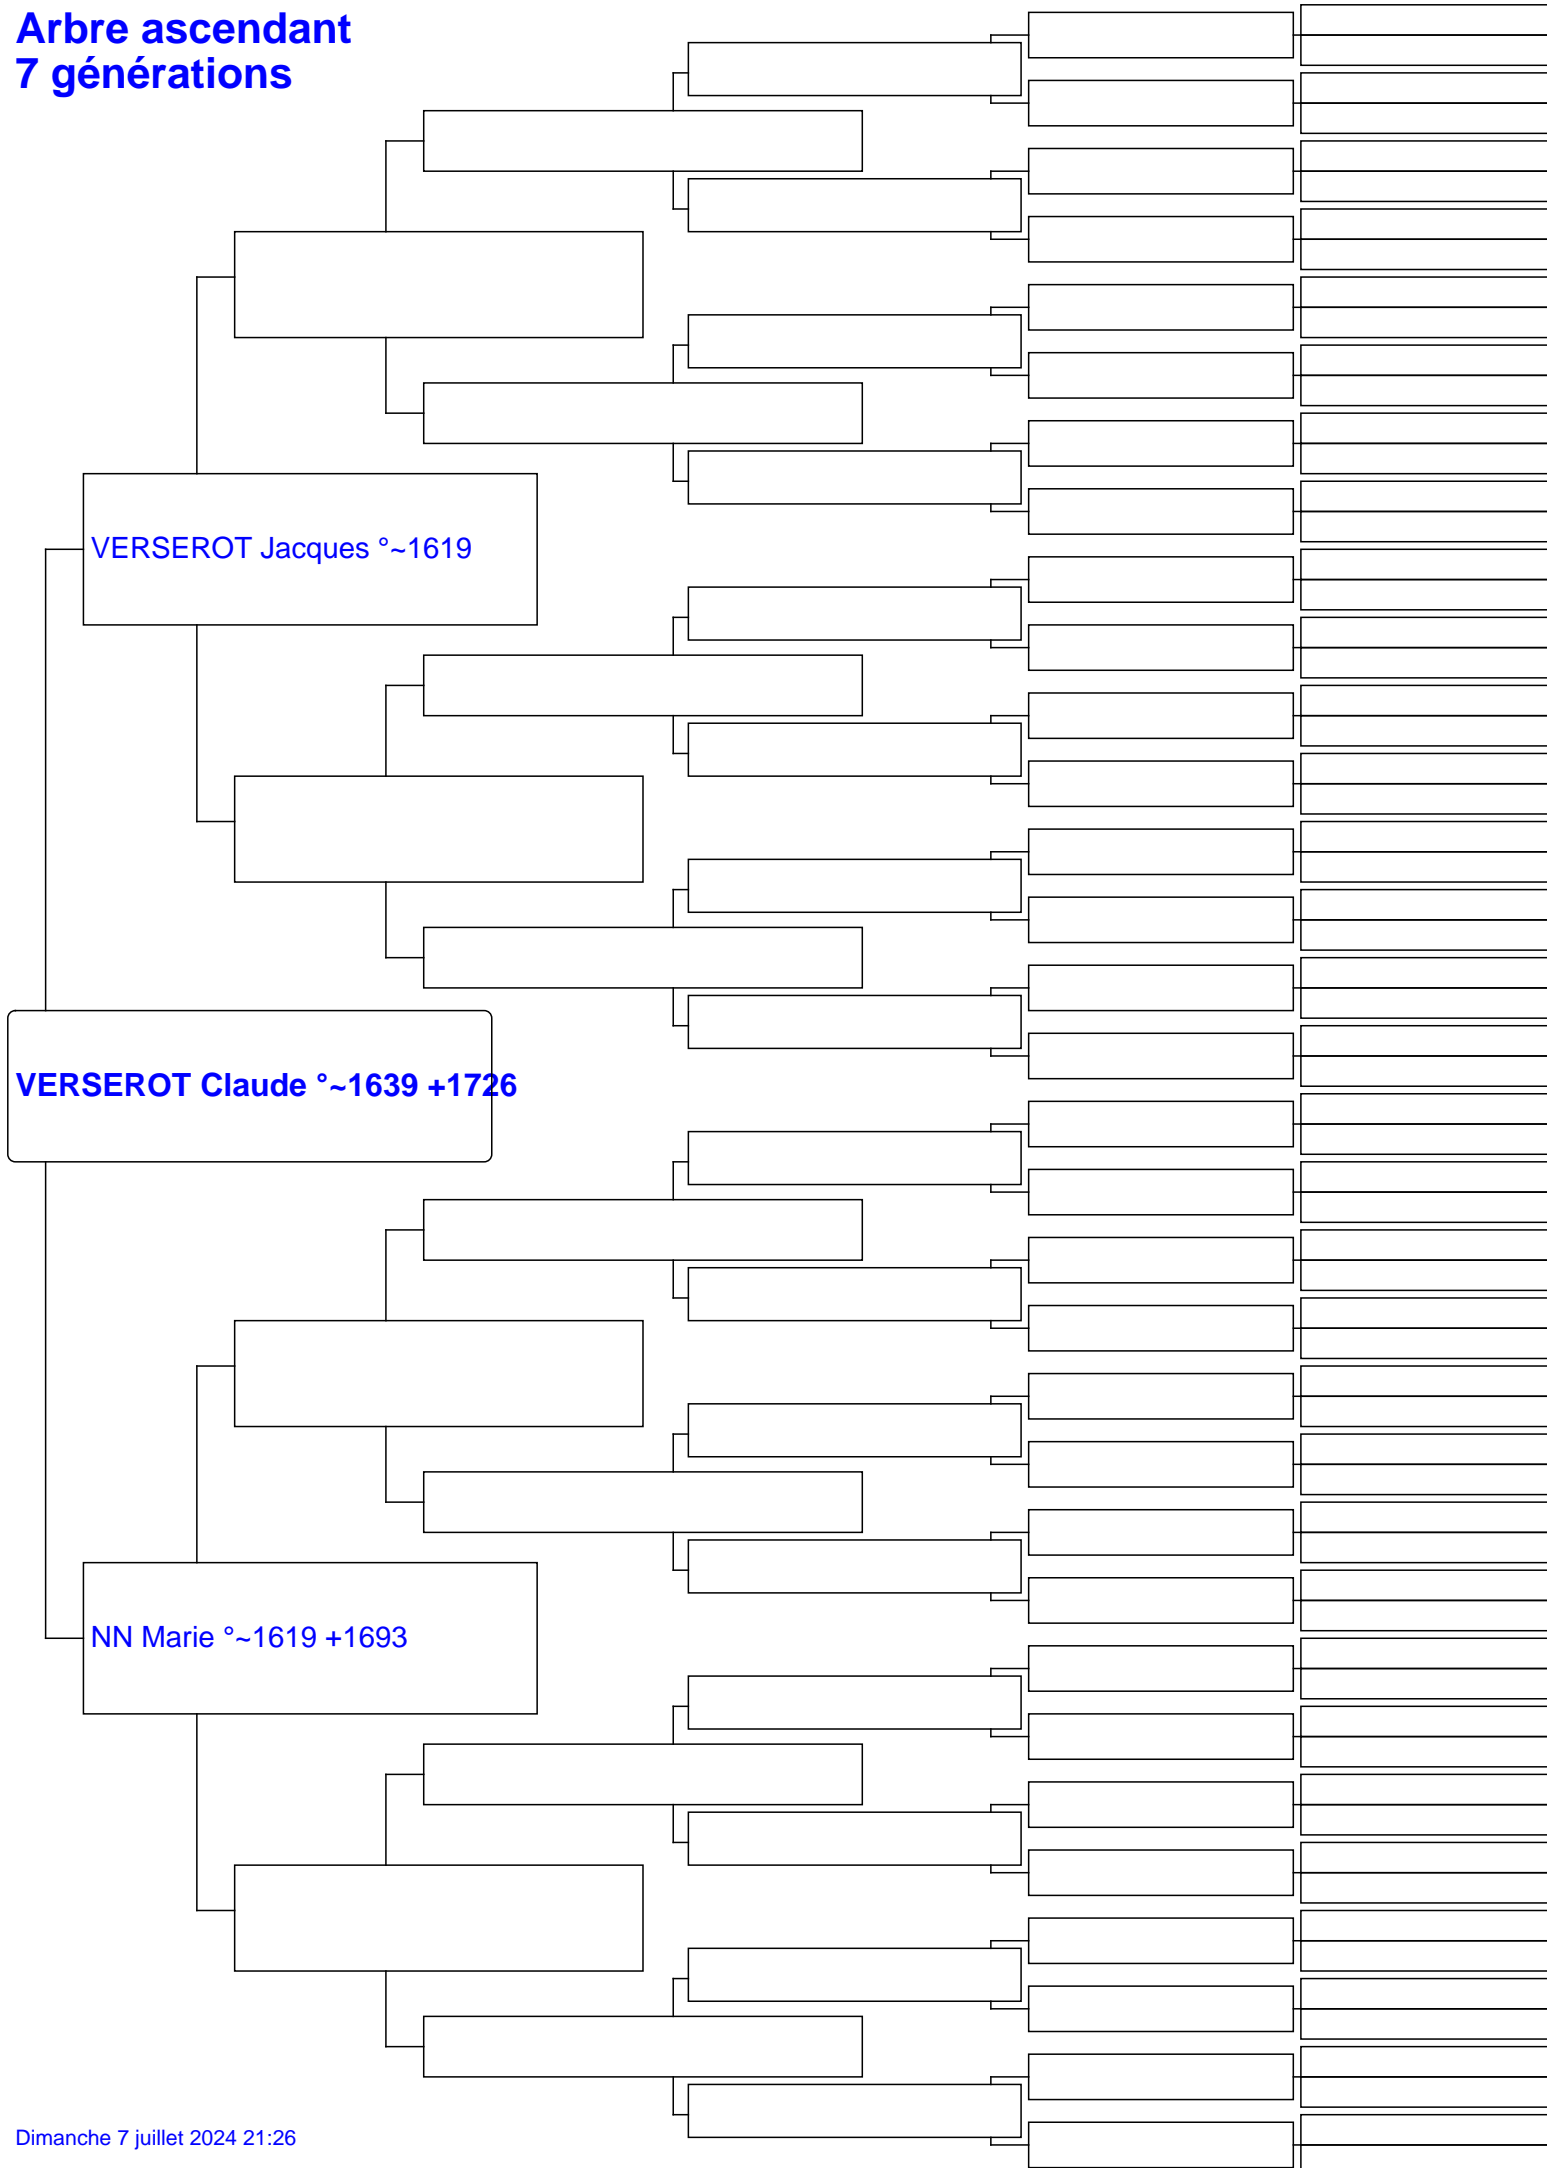 Arbre ascendant
7 générations
VERSEROT Jacques °~1619
VERSEROT Claude °~1639 +1726
NN Marie °~1619 +1693
Dimanche 7 juillet 2024 21:26